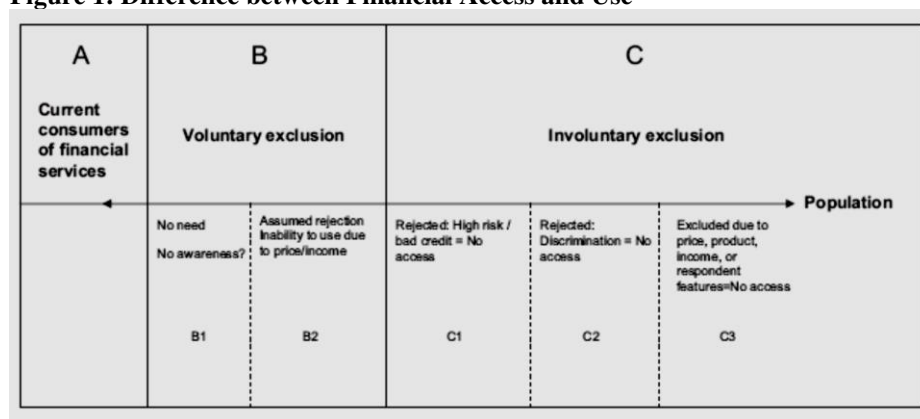 Figure 1: Difference between Financial Access and Use
A
B
C
Current
consumers
of financial
services
Voluntary exclusion
Involuntary exclusion
Population
No need
No awareness?
Assumed rejection
Inability to use due
to price/income
Rejected: High risk /
bad credit = No
access
Rejected:
Discrimination = No
access
Excluded due to
price, product,
income, or
respondent
features=No access
B1
B2
C1
C2
C3